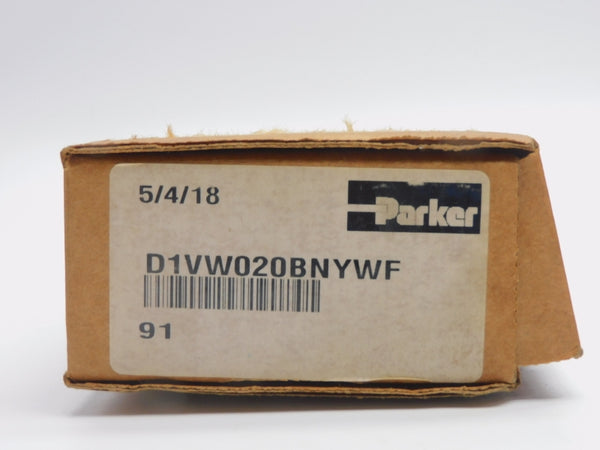 5/4/18
Parker
D1VW020BNYWF
91